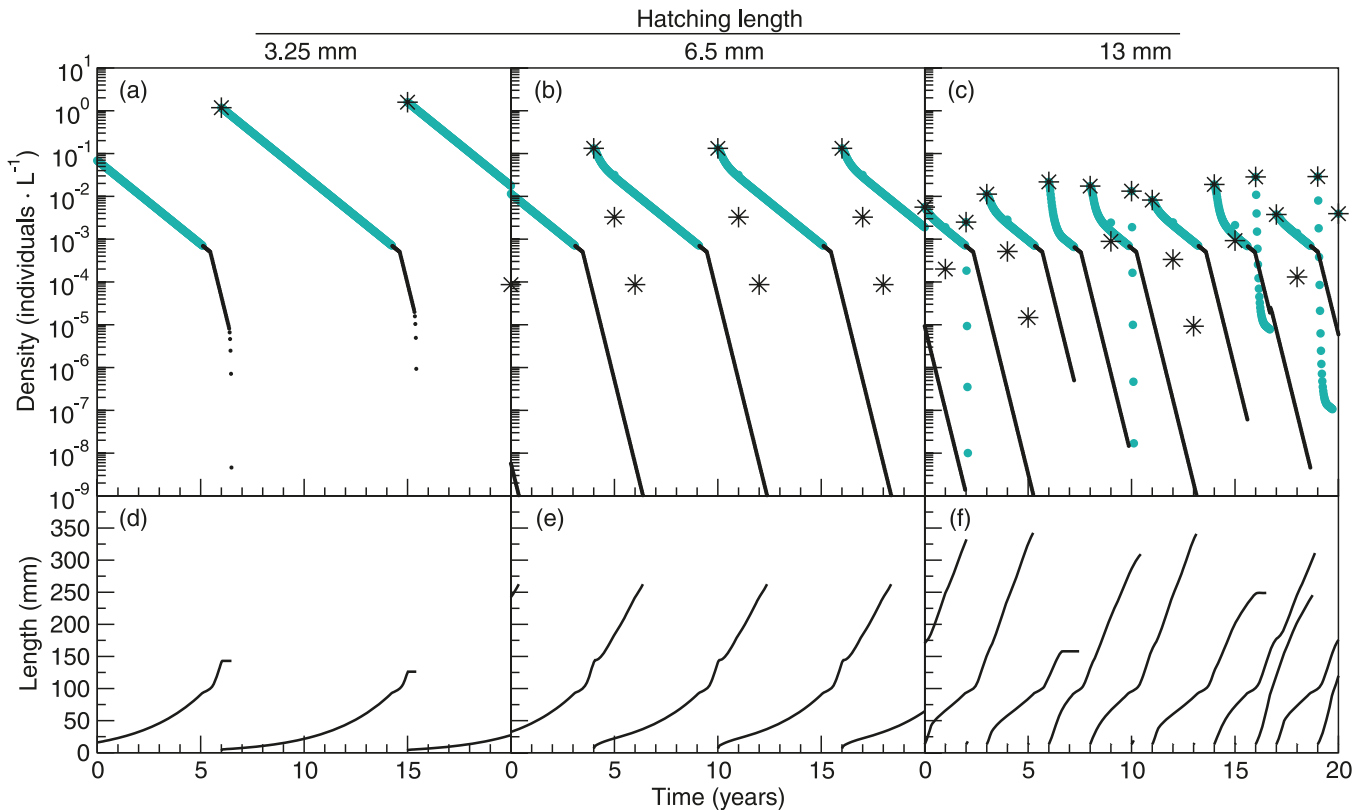 Hatching length
3.25 mm 6.5 mm 13 mm
(a) (b) (c)
10^1
10^0
10^-1
10^-2
10^-3
10^-4
10^-5
10^-6
10^-7
10^-8
10^-9
Density (individuals · L^-1)
(d) (e) (f)
350
300
250
200
150
100
50
0
Length (mm)
0 5 10 15 0 5 10 15 0 5 10 15 20
Time (years)